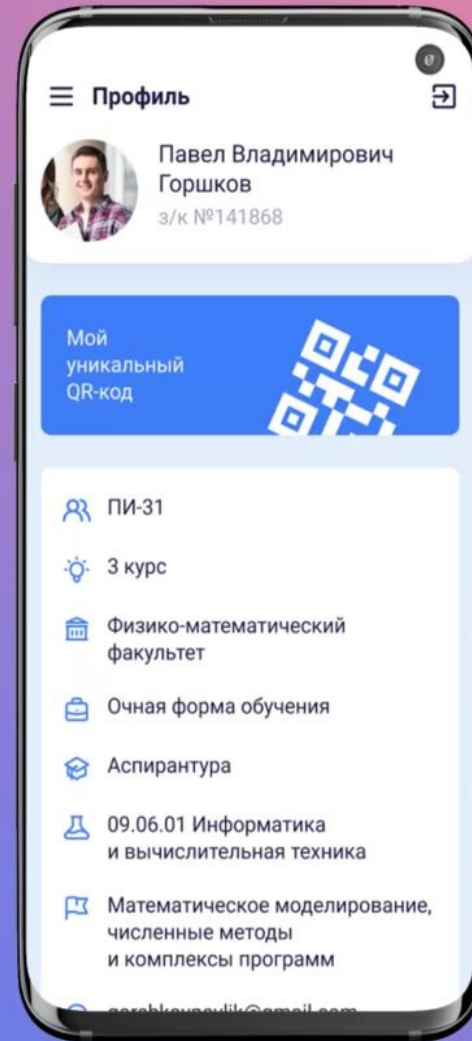 Профиль
Павел Владимирович
Горшков
з/к №141868
Мой
уникальный
QR-код
ПИ-31
3 курс
Физико-математический
факультет
Очная форма обучения
Аспирантура
09.06.01 Информатика
и вычислительная техника
Математическое моделирование,
численные методы
и комплексы программ